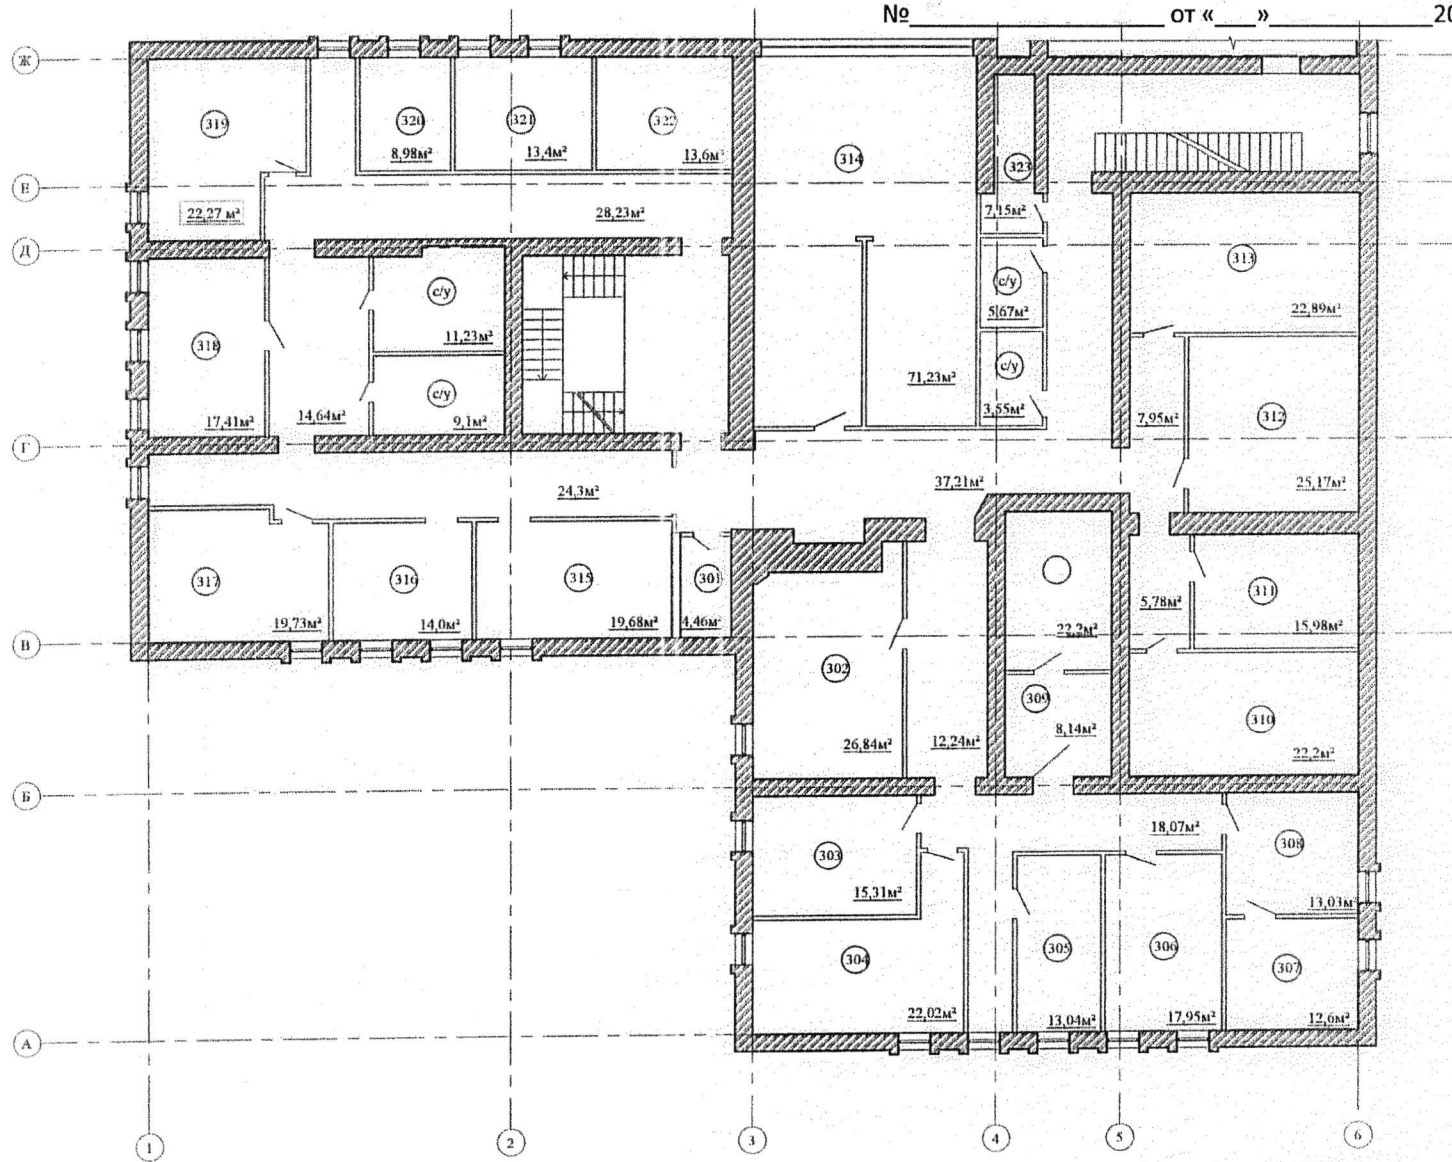 № от « » 20
Ж
319
320
321
322
314
323
8,98м²
13,4м²
13,6м²
Е
22,27 м²
28,23м²
7,15м²
Д
313
с/у
с/у
11,23м²
5,67м²
22,89м²
318
с/у
с/у
71,23м²
312
17,41м²
14,64м²
9,1м²
3,55м²
7,95м²
Г
24,3м²
37,21м²
25,17м²
317
316
315
301
311
5,78м²
19,73м²
14,0м²
19,68м²
4,46м²
22,2м²
15,98м²
В
302
309
310
26,84м²
12,24м²
8,14м²
22,2м²
Б
18,07м²
303
308
15,31м²
13,03м²
304
305
306
307
22,02м²
13,04м²
17,95м²
12,6м²
А
1
2
3
4
5
6